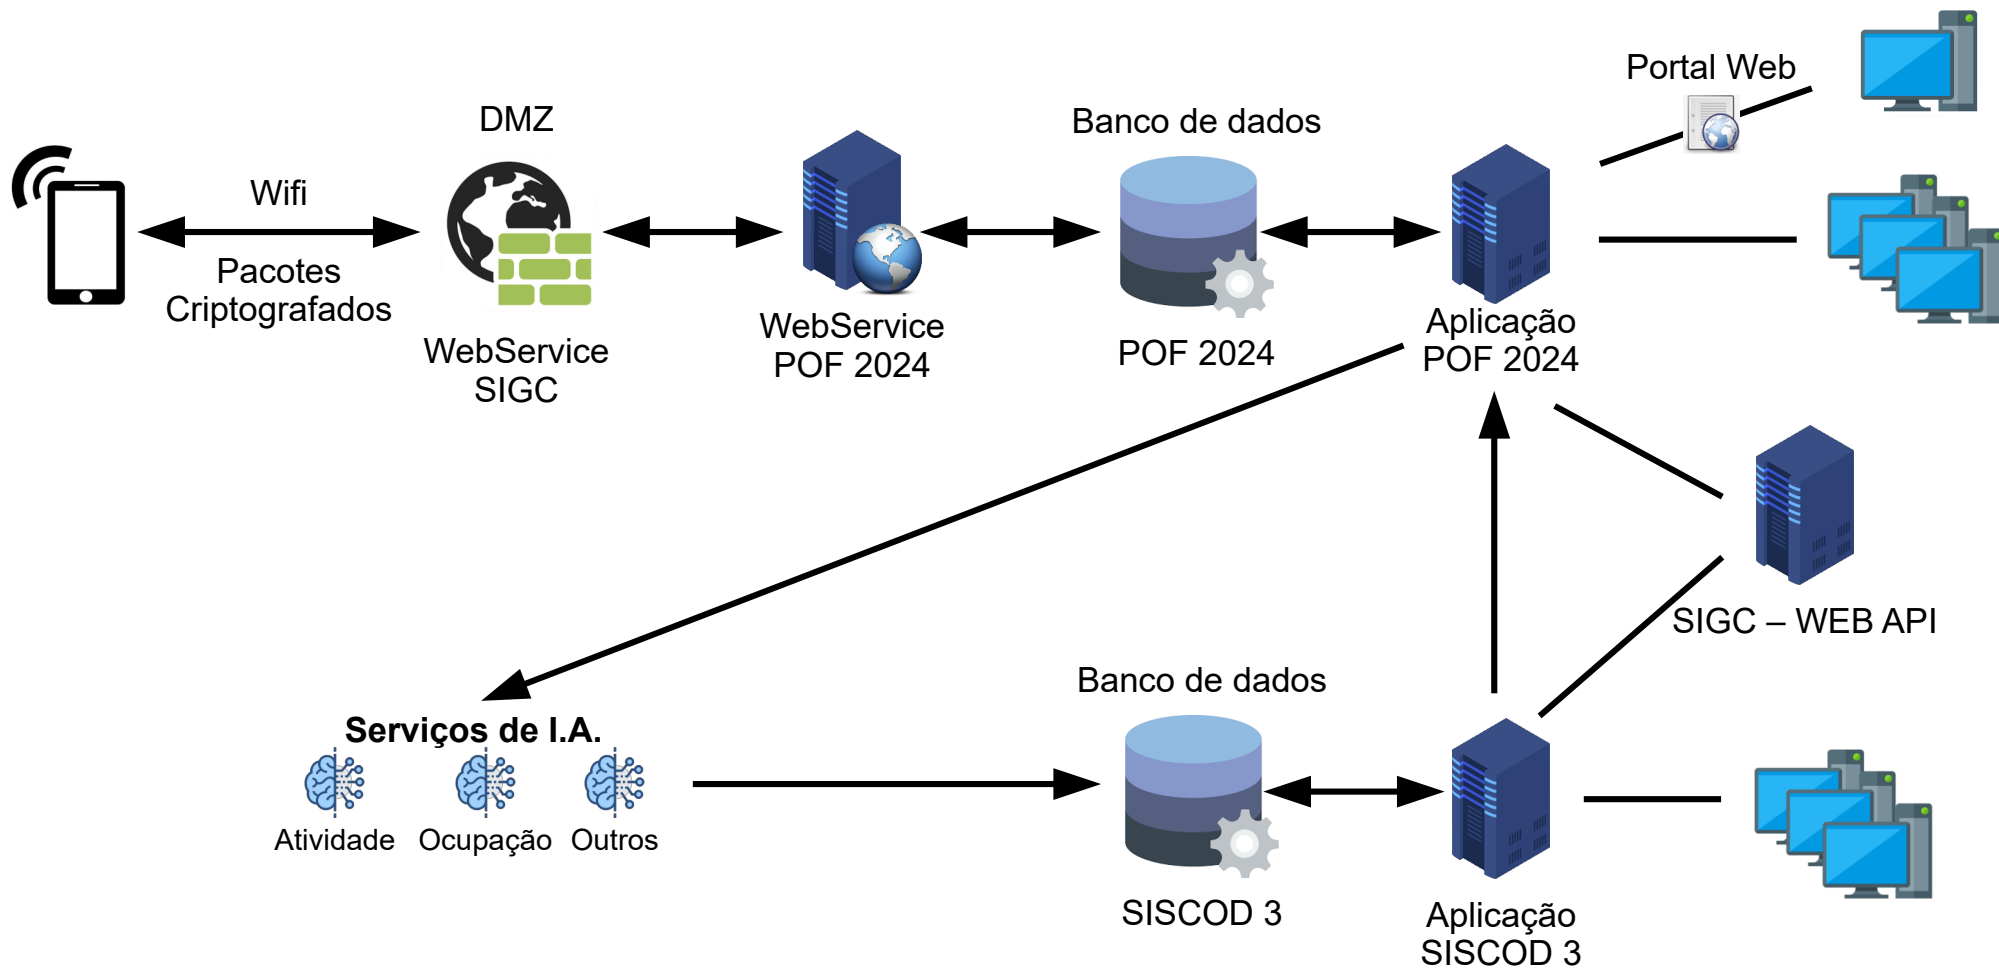 Portal Web
DMZ
Banco de dados
Wifi
Pacotes
Criptografados
WebService
SIGC
WebService
POF 2024
POF 2024
Aplicação
POF 2024
SIGC – WEB API
Banco de dados
Serviços de I.A.
Atividade
Ocupação
Outros
SISCOD 3
Aplicação
SISCOD 3